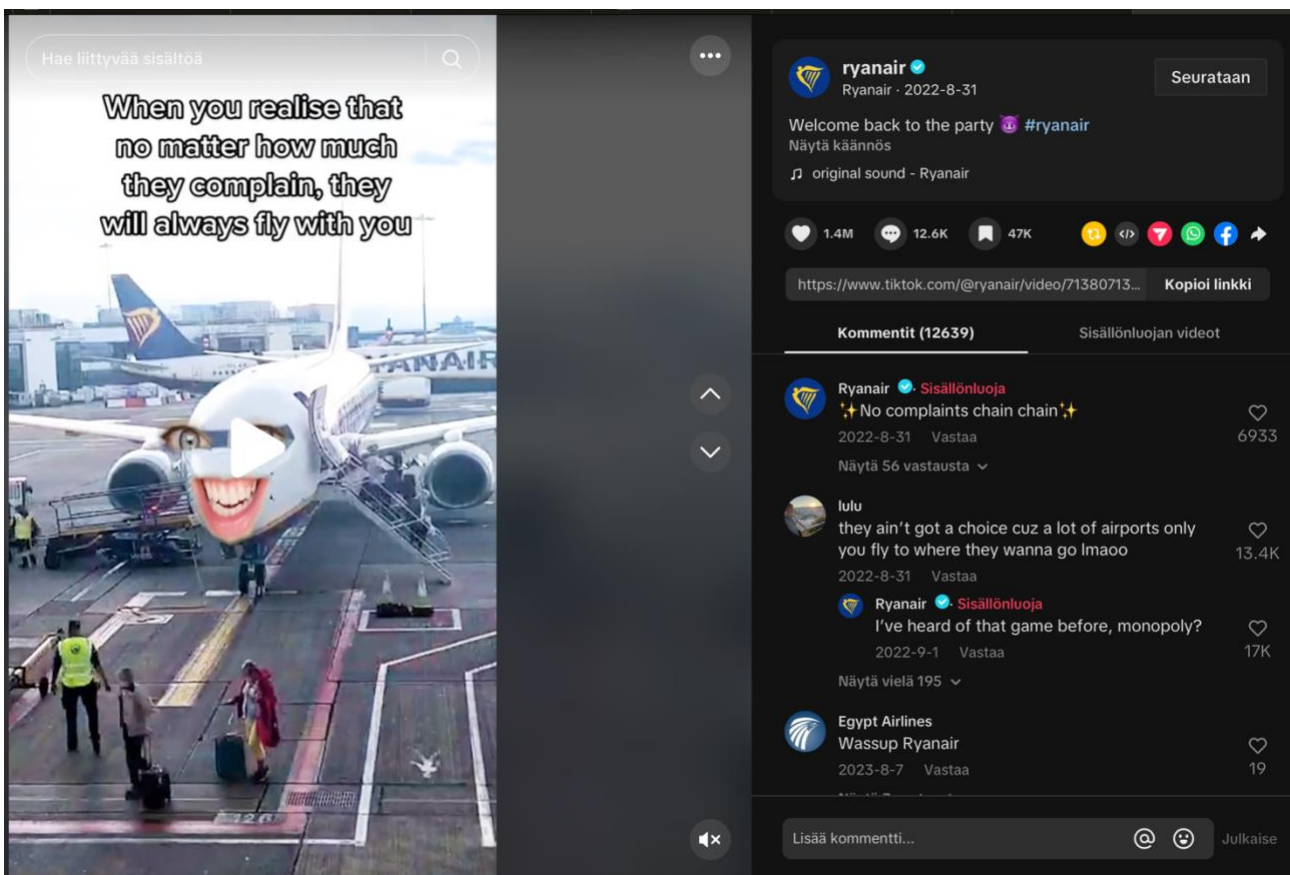 Hae liittyvää sisältöä
When you realise that
no matter how much
they complain, they
will always fly with you
ANAIR
126
ryanair
Ryanair · 2022-8-31
Seurataan
Welcome back to the party 😈 #ryanair
Näytä käännös
♫ original sound - Ryanair
1.4M
12.6K
47K
https://www.tiktok.com/@ryanair/video/71380713...
Kopioi linkki
Kommentit (12639)
Sisällönluojan videot
Ryanair · Sisällönluoja
✨No complaints chain chain✨
2022-8-31 Vastaa
6933
Näytä 56 vastausta
lulu
they ain't got a choice cuz a lot of airports only
you fly to where they wanna go lmaoo
13.4K
2022-8-31 Vastaa
Ryanair · Sisällönluoja
I've heard of that game before, monopoly?
2022-9-1 Vastaa
17K
Näytä vielä 195
Egypt Airlines
Wassup Ryanair
2023-8-7 Vastaa
19
Lisää kommentti...
Julkaise